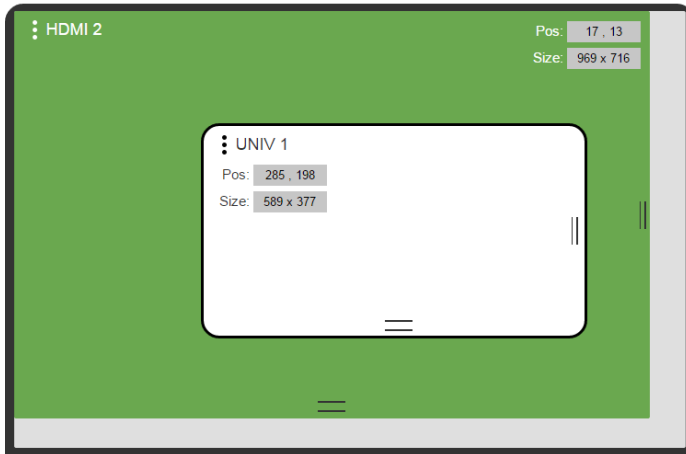 HDMI 2
Pos: 17 , 13
Size: 969 x 716
UNIV 1
Pos: 285 , 198
Size: 589 x 377